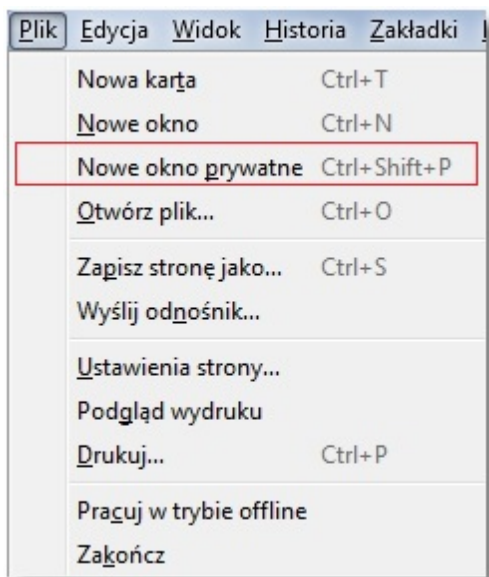 Plik Edycja Widok Historia Zakładki
Nowa karta Ctrl+T
Nowe okno Ctrl+N
Nowe okno prywatne Ctrl+Shift+P
Otwórz plik... Ctrl+O
Zapisz stronę jako... Ctrl+S
Wyślij odnośnik...
Ustawienia strony...
Podgląd wydruku
Drukuj... Ctrl+P
Pracuj w trybie offline
Zakończ